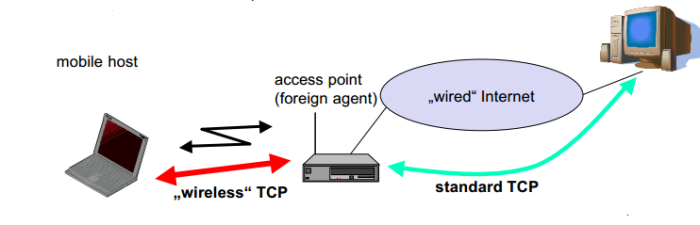 mobile host
access point
(foreign agent)
„wired“ Internet
„wireless“ TCP
standard TCP